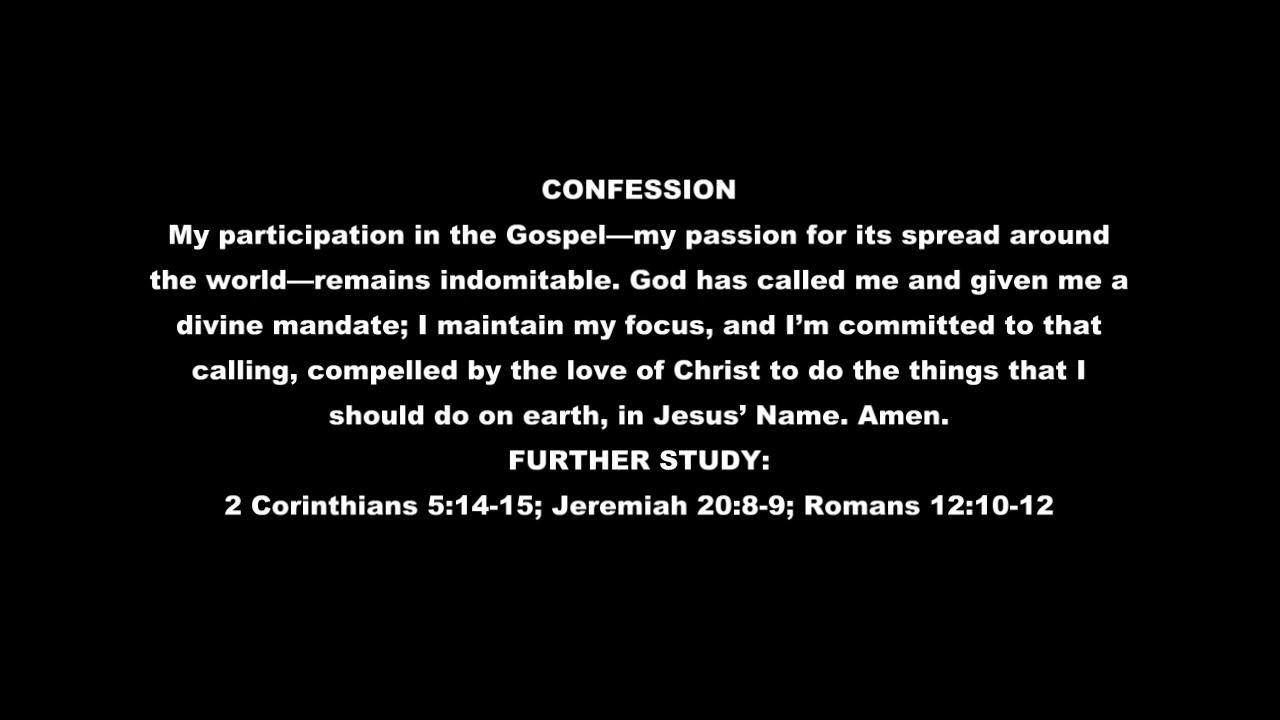 CONFESSION
My participation in the Gospel—my passion for its spread around
the world—remains indomitable. God has called me and given me a
divine mandate; I maintain my focus, and I’m committed to that
calling, compelled by the love of Christ to do the things that I
should do on earth, in Jesus’ Name. Amen.
FURTHER STUDY:
2 Corinthians 5:14-15; Jeremiah 20:8-9; Romans 12:10-12